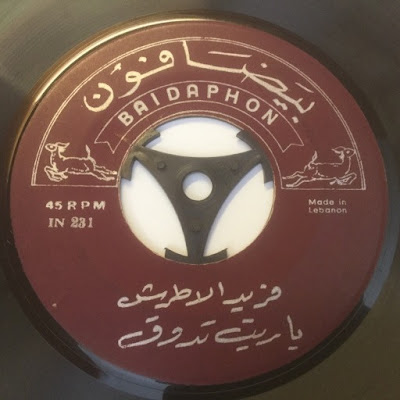 بيضافون
BAIDAPHON
45 RPM
IN 231
Made in
Lebanon
فريد الاطرش
ياريت تدوق